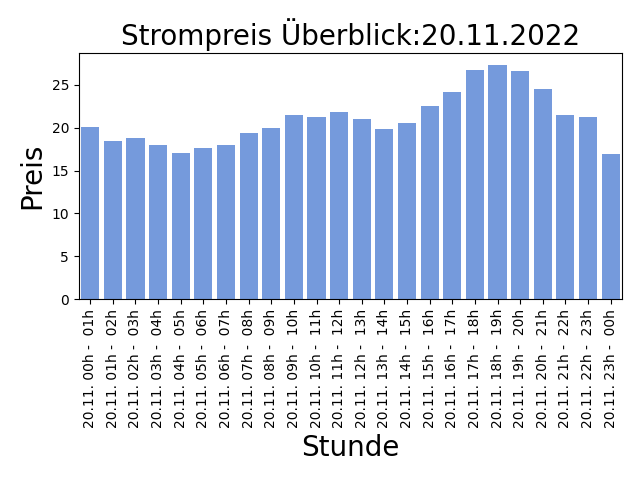 Strompreis Überblick:20.11.2022
Preis
25
20
15
10
5
0
20.11. 00h -  01h
20.11. 01h -  02h
20.11. 02h -  03h
20.11. 03h -  04h
20.11. 04h -  05h
20.11. 05h -  06h
20.11. 06h -  07h
20.11. 07h -  08h
20.11. 08h -  09h
20.11. 09h -  10h
20.11. 10h -  11h
20.11. 11h -  12h
20.11. 12h -  13h
20.11. 13h -  14h
20.11. 14h -  15h
20.11. 15h -  16h
20.11. 16h -  17h
20.11. 17h -  18h
20.11. 18h -  19h
20.11. 19h -  20h
20.11. 20h -  21h
20.11. 21h -  22h
20.11. 22h -  23h
20.11. 23h -  00h
Stunde